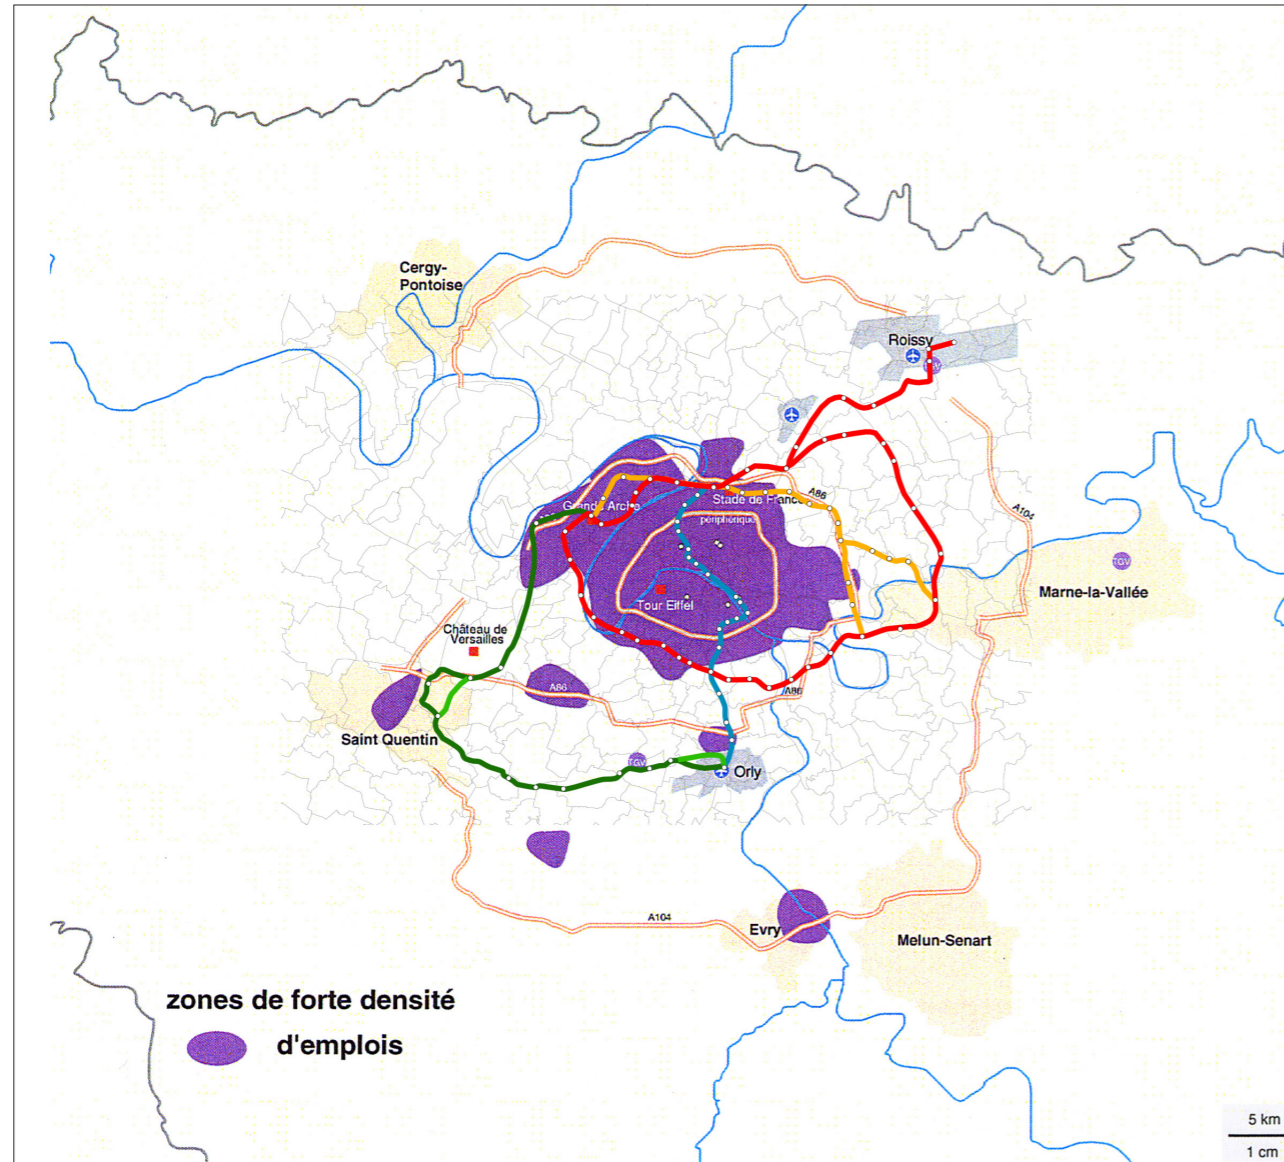 Cergy-
Pontoise
Roissy
TGV
A86
Grande Arche
Stade de France
périphérique
A104
TGV
Marne-la-Vallée
Tour Eiffel
Château de
Versailles
A86
A86
Saint Quentin
TGV
Orly
A104
Evry
Melun-Senart
zones de forte densité
d'emplois
5 km
1 cm